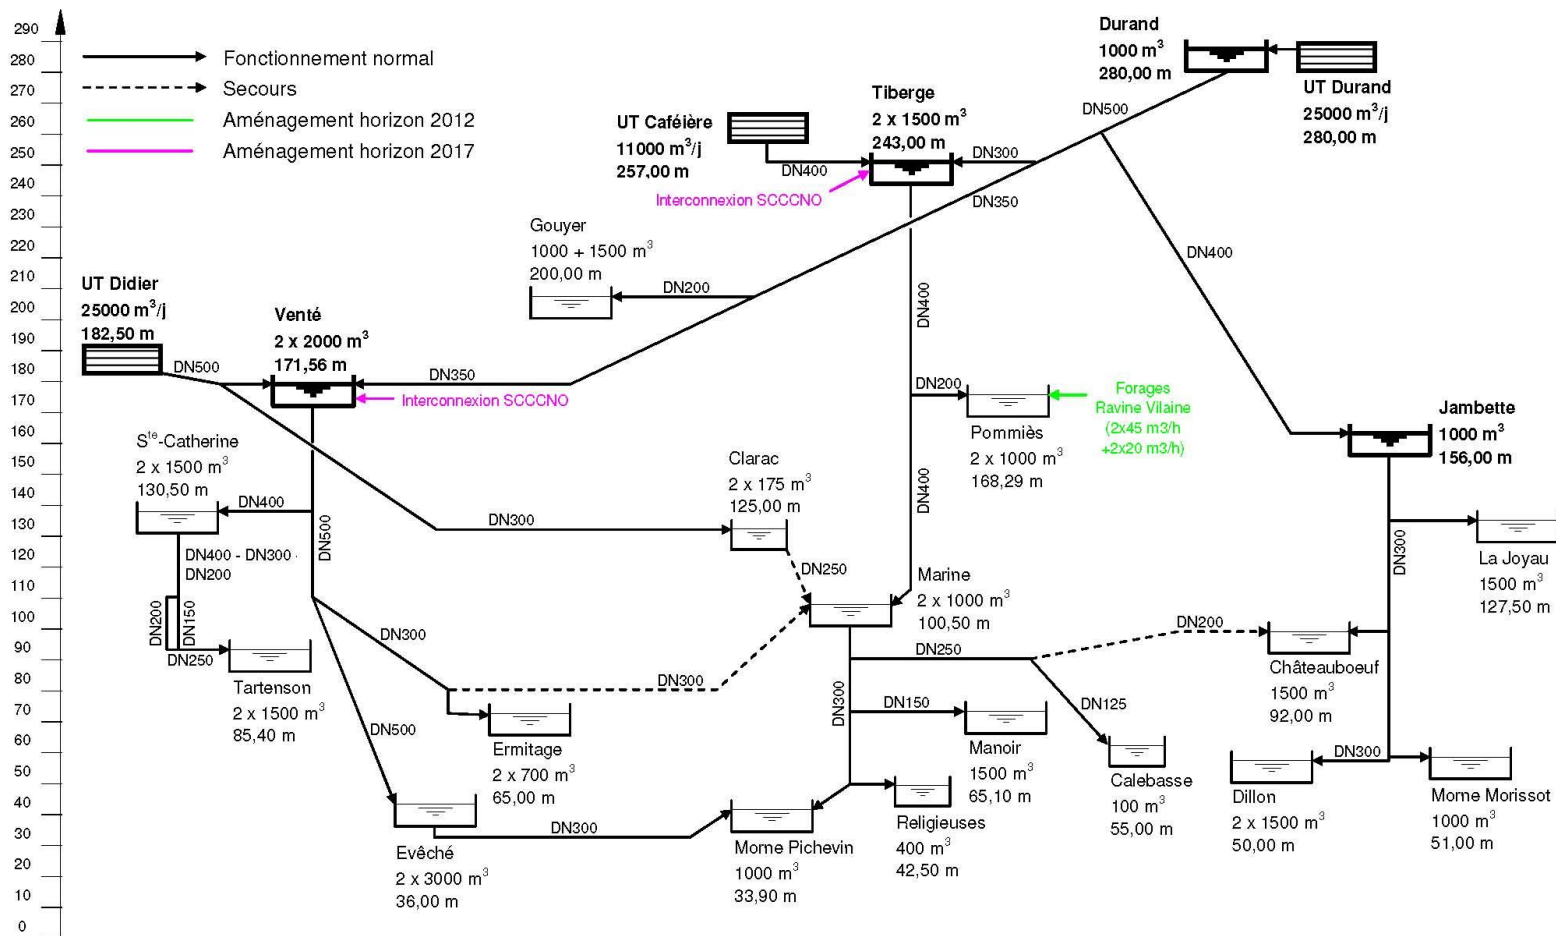 290
280
270
260
250
240
230
220
210
200
190
180
170
160
150
140
130
120
110
100
90
80
70
60
50
40
30
20
10
0
Fonctionnement normal
Secours
Aménagement horizon 2012
Aménagement horizon 2017
Durand
1000 m³
280,00 m
UT Durand
25000 m³/j
280,00 m
DN500
Tiberge
2 x 1500 m³
243,00 m
UT Caféière
11000 m³/j
257,00 m
DN400
DN300
Interconnexion SCCCNO
DN350
DN400
Gouyer
1000 + 1500 m³
200,00 m
DN200
DN400
UT Didier
25000 m³/j
182,50 m
DN500
Venté
2 x 2000 m³
171,56 m
DN350
Interconnexion SCCCNO
DN200
Pommiès
2 x 1000 m³
168,29 m
Forages
Ravine Vilaine
(2x45 m3/h
+2x20 m3/h)
Jambette
1000 m³
156,00 m
Sᵗᵉ-Catherine
2 x 1500 m³
130,50 m
DN400
DN500
DN400 - DN300 -
DN200
DN200
DN150
DN250
Tartenson
2 x 1500 m³
85,40 m
Clarac
2 x 175 m³
125,00 m
DN300
DN250
DN400
Marine
2 x 1000 m³
100,50 m
DN300
La Joyau
1500 m³
127,50 m
DN300
DN300
DN250
DN200
Châteauboeuf
1500 m³
92,00 m
DN500
Ermitage
2 x 700 m³
65,00 m
DN300
DN150
Manoir
1500 m³
65,10 m
DN125
Calebasse
100 m³
55,00 m
DN300
Dillon
2 x 1500 m³
50,00 m
Morne Morissot
1000 m³
51,00 m
Evêché
2 x 3000 m³
36,00 m
DN300
Morne Pichevin
1000 m³
33,90 m
Religieuses
400 m³
42,50 m